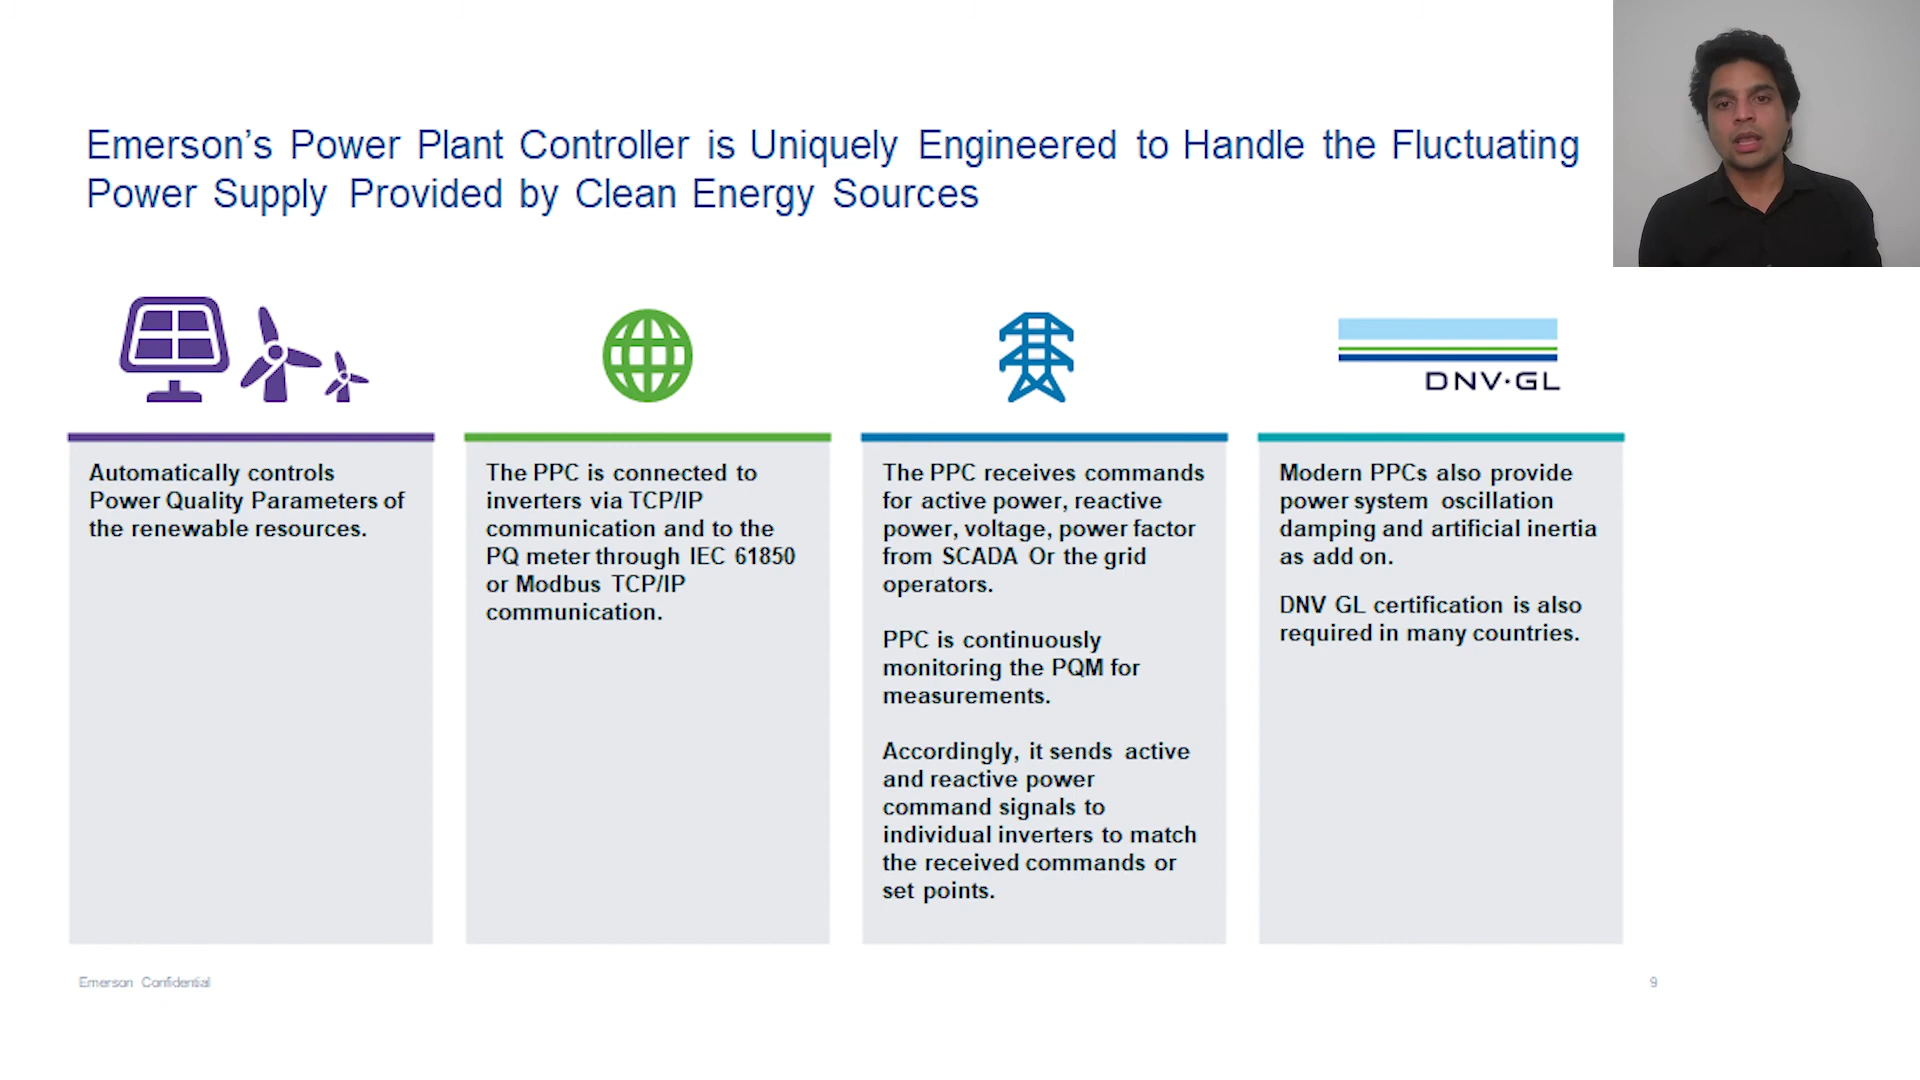 Emerson’s Power Plant Controller is Uniquely Engineered to Handle the Fluctuating
Power Supply Provided by Clean Energy Sources
DNV·GL
Automatically controls
Power Quality Parameters of
the renewable resources.
The PPC is connected to
inverters via TCP/IP
communication and to the
PQ meter through IEC 61850
or Modbus TCP/IP
communication.
The PPC receives commands
for active power, reactive
power, voltage, power factor
from SCADA Or the grid
operators.
PPC is continuously
monitoring the PQM for
measurements.
Accordingly, it sends active
and reactive power
command signals to
individual inverters to match
the received commands or
set points.
Modern PPCs also provide
power system oscillation
damping and artificial inertia
as add on.
DNV GL certification is also
required in many countries.
Emerson Confidential
9